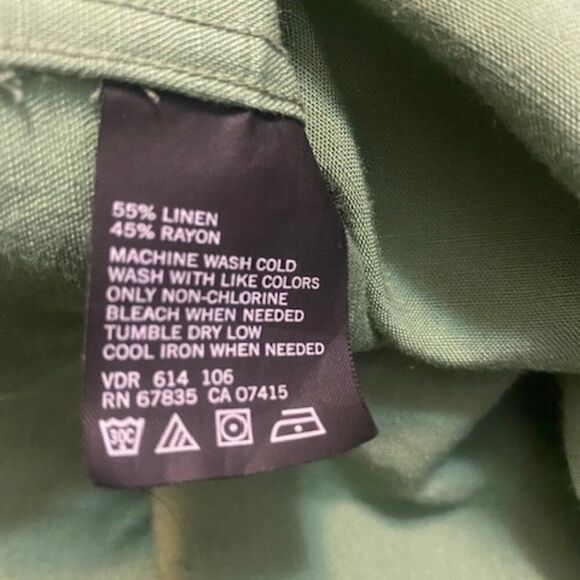 55% LINEN
45% RAYON
MACHINE WASH COLD
WASH WITH LIKE COLORS
ONLY NON-CHLORINE
BLEACH WHEN NEEDED
TUMBLE DRY LOW
COOL IRON WHEN NEEDED
VDR 614 106
RN 67835 CA 07415
30C